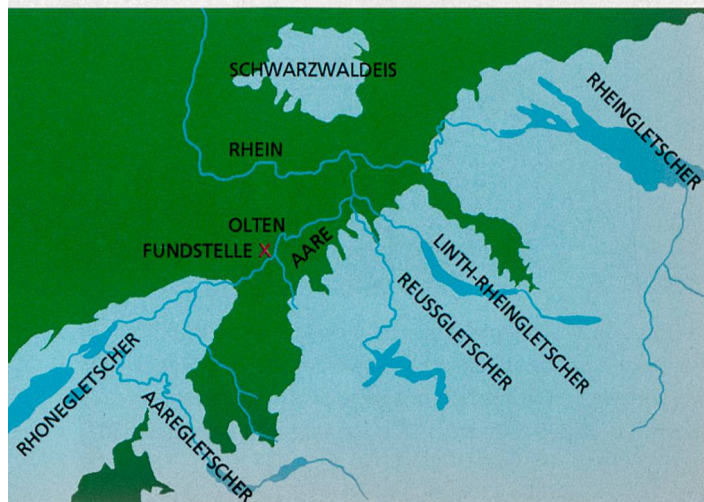 SCHWARZWALDEIS
RHEINGLETSCHER
RHEIN
OLTEN
FUNDSTELLE X
AARE
LINTH-RHEINGLETSCHER
REUSSGLETSCHER
RHONEGLETSCHER
AAREGLETSCHER